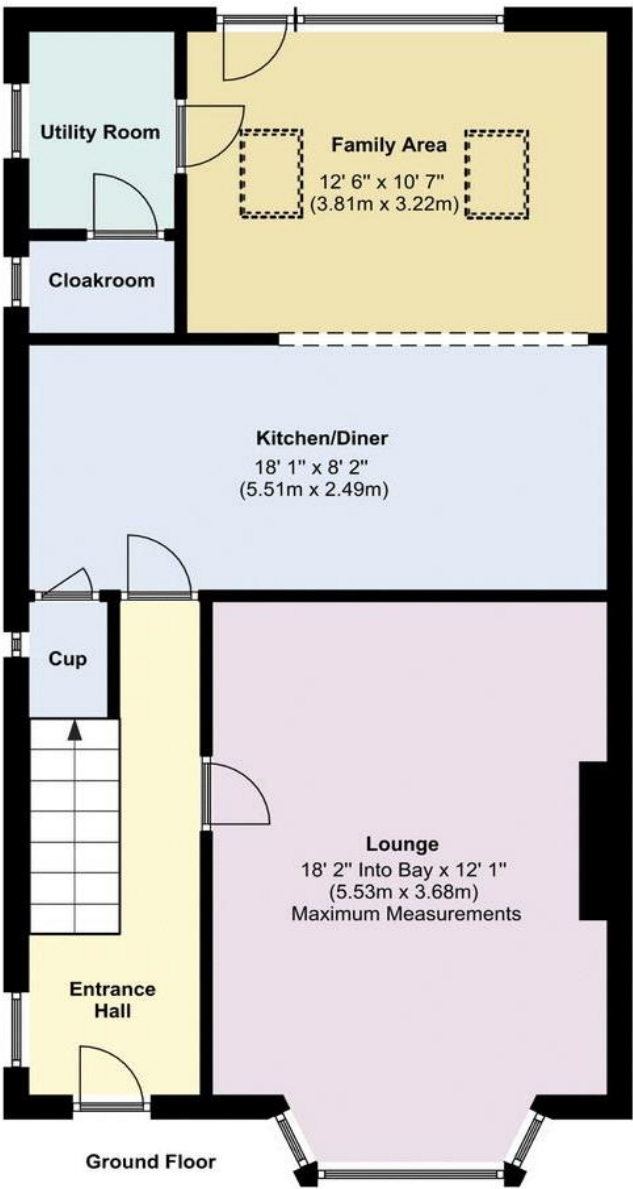 Utility Room
Family Area
12' 6" x 10' 7"
(3.81m x 3.22m)
Cloakroom
Kitchen/Diner
18' 1" x 8' 2"
(5.51m x 2.49m)
Cup
Lounge
18' 2" Into Bay x 12' 1"
(5.53m x 3.68m)
Maximum Measurements
Entrance
Hall
Ground Floor